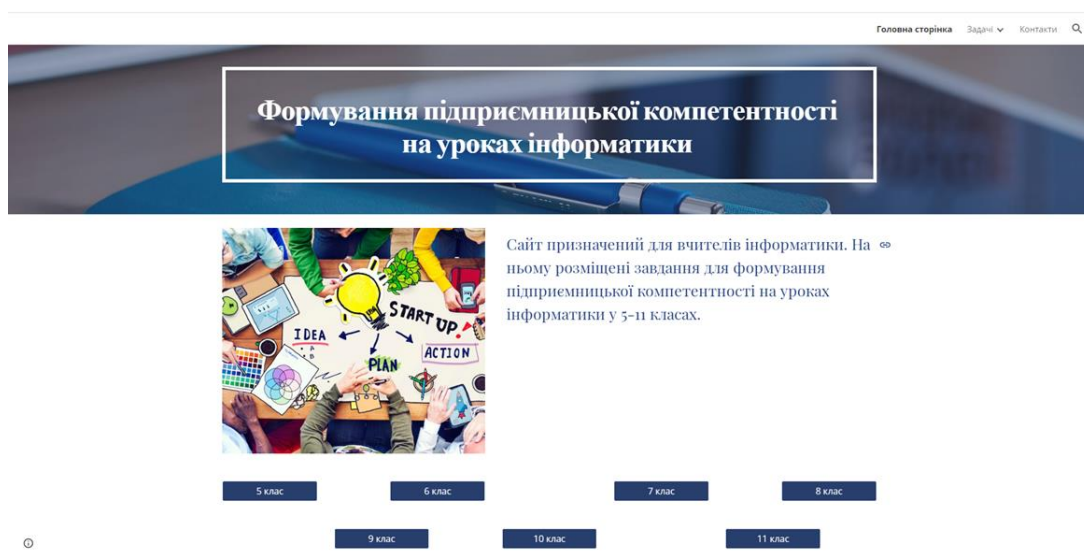 Головна сторінка Задачі Контакти
Формування підприємницької компетентності
на уроках інформатики
Сайт призначений для вчителів інформатики. На
ньому розміщені завдання для формування
підприємницької компетентності на уроках
інформатики у 5-11 класах.
START UP
IDEA
ACTION
PLAN
5 клас 6 клас 7 клас 8 клас
9 клас 10 клас 11 клас